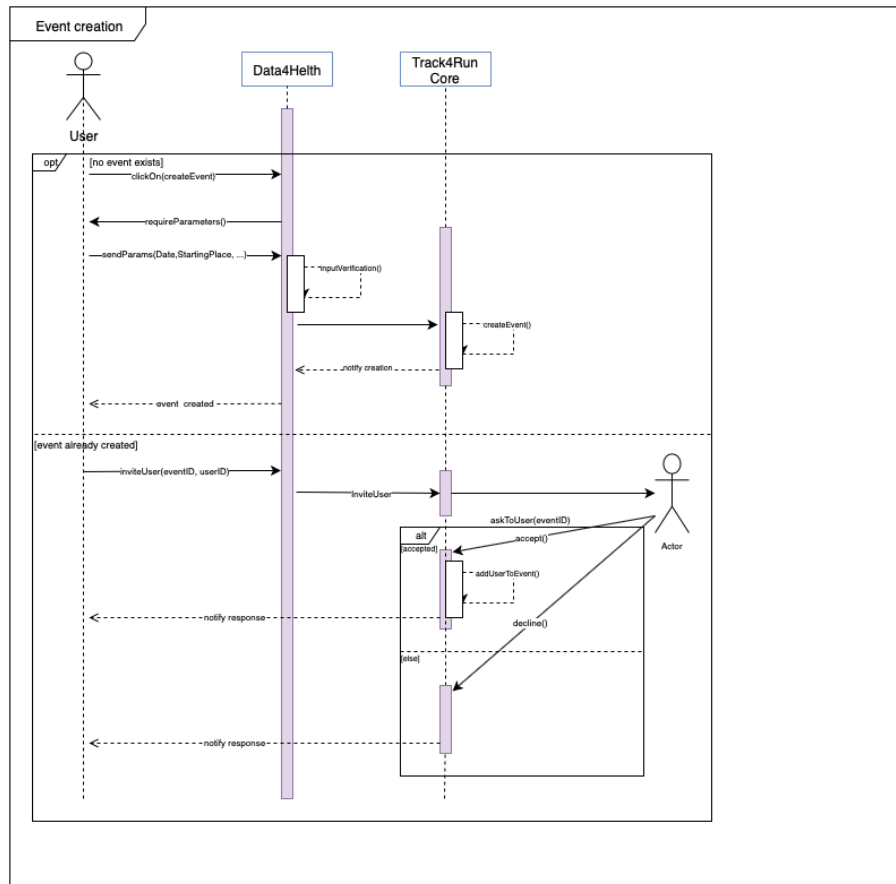 Event creation
Data4Helth
Track4Run
Core
User
opt
[no event exists]
clickOn(createEvent)
requireParameters()
sendParams(Date,StartingPlace, ...)
inputVerification()
createEvent()
notify creation
event created
[event already created]
inviteUser(eventID, userID)
InviteUser
askToUser(eventID)
Actor
alt
accept()
[accepted]
addUserToEvent()
notify response
decline()
[else]
notify response